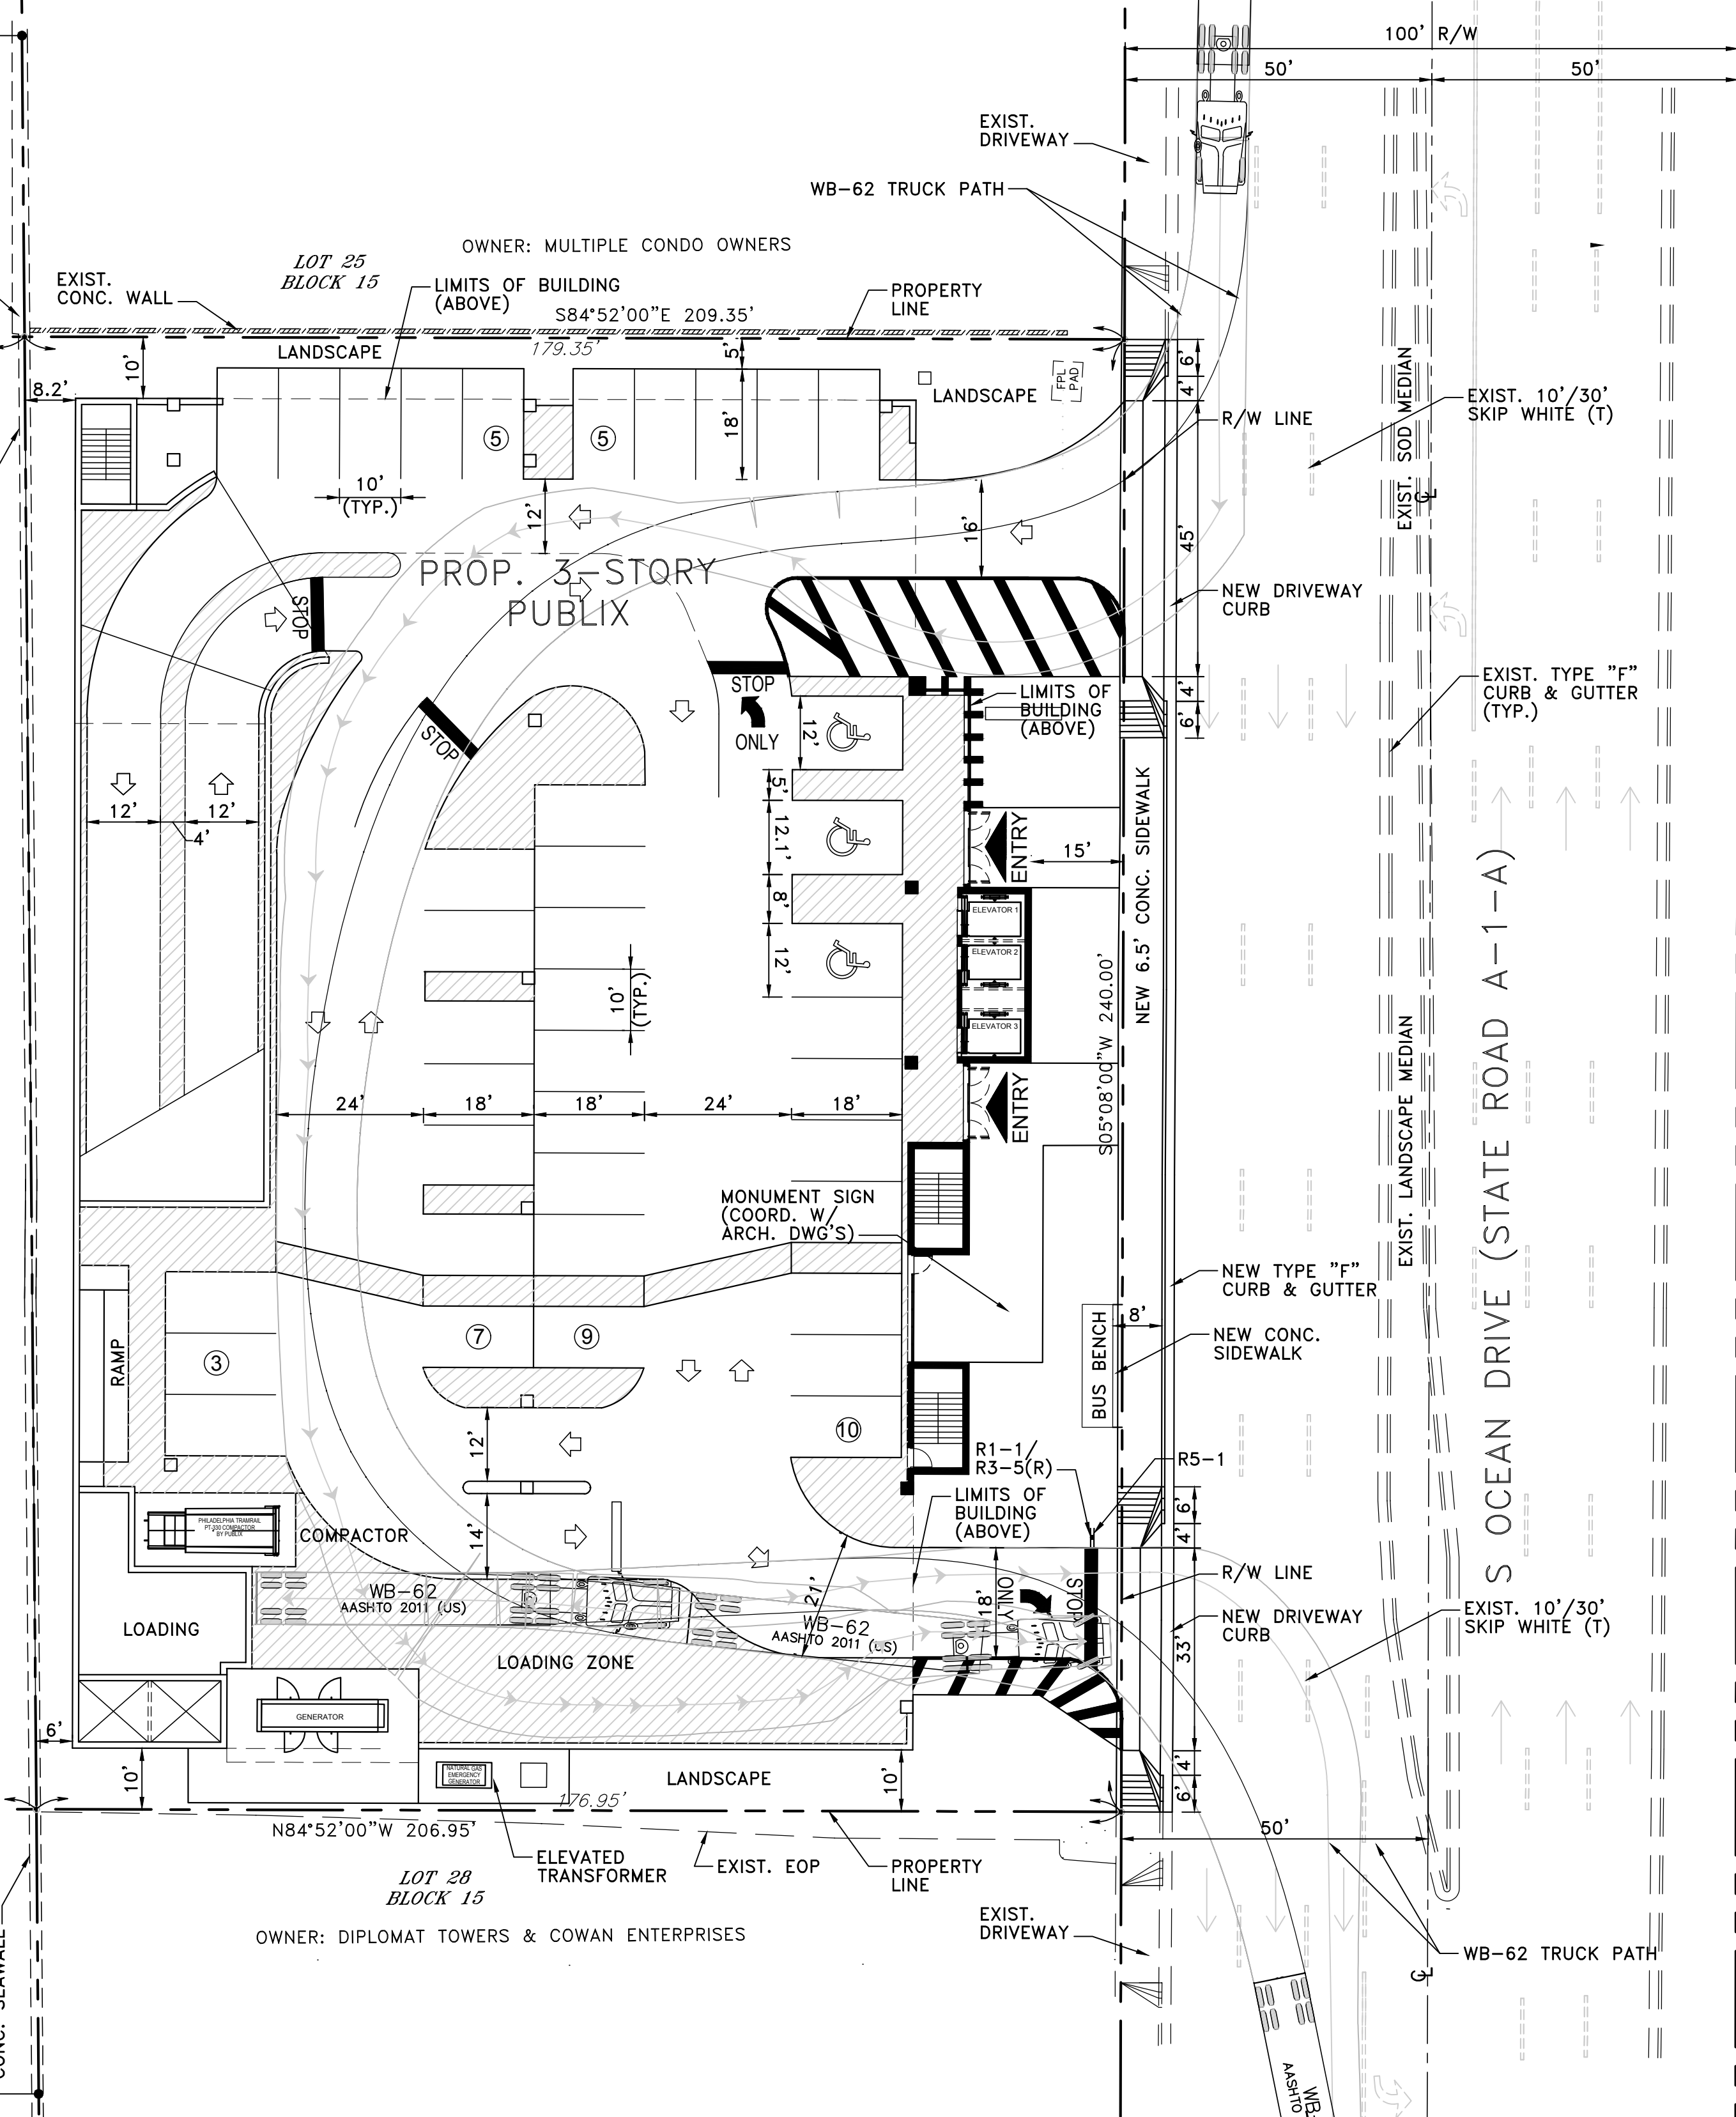 100' R/W
50'
50'
EXIST.
DRIVEWAY
WB-62 TRUCK PATH
OWNER: MULTIPLE CONDO OWNERS
LOT 25
BLOCK 15
EXIST.
CONC. WALL
LIMITS OF BUILDING
(ABOVE)
PROPERTY
LINE
S84°52'00"E 209.35'
LANDSCAPE
179.35'
5'
10'
8.2'
FPL
PAD
LANDSCAPE
6'
4'
EXIST. SOD MEDIAN
EXIST. 10'/30'
SKIP WHITE (T)
R/W LINE
18'
5
5
10'
(TYP.)
12'
16'
45'
PROP. 3-STORY
PUBLIX
STOP
NEW DRIVEWAY
CURB
STOP
ONLY
STOP
12'
LIMITS OF
BUILDING
(ABOVE)
4'
6'
EXIST. TYPE "F"
CURB & GUTTER
(TYP.)
5'
12'
12'
4'
12.1'
ENTRY
15'
NEW 6.5' CONC. SIDEWALK
8'
ELEVATOR 1
ELEVATOR 2
ELEVATOR 3
12'
10'
(TYP.)
S05°08'00"W 240.00'
S OCEAN DRIVE (STATE ROAD A-1-A)
EXIST. LANDSCAPE MEDIAN
ENTRY
24'
18'
18'
24'
18'
MONUMENT SIGN
(COORD. W/
ARCH. DWG'S)
NEW TYPE "F"
CURB & GUTTER
BUS BENCH
8'
NEW CONC.
SIDEWALK
RAMP
3
7
9
10
12'
R1-1/
R3-5(R)
R5-1
LIMITS OF
BUILDING
(ABOVE)
6'
4'
PHILADELPHIA TRAMRAIL
PT-330 COMPACTOR
BY PUBLIX
COMPACTOR
14'
WB-62
AASHTO 2011 (US)
21'
18'
ONLY
STOP
R/W LINE
WB-62
AASHTO 2011 (US)
NEW DRIVEWAY
CURB
33'
EXIST. 10'/30'
SKIP WHITE (T)
LOADING
LOADING ZONE
GENERATOR
6'
10'
NATURAL GAS
EMERGENCY
GENERATOR
LANDSCAPE
10'
4'
6'
176.95'
N84°52'00"W 206.95'
50'
ELEVATED
TRANSFORMER
EXIST. EOP
PROPERTY
LINE
LOT 28
BLOCK 15
OWNER: DIPLOMAT TOWERS & COWAN ENTERPRISES
EXIST.
DRIVEWAY
WB-62 TRUCK PATH
CONC. SEAWALL
WB-
AASHTO